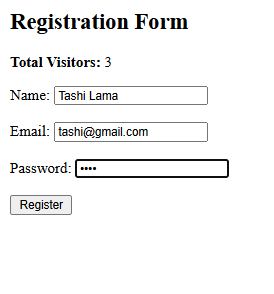 Registration Form
Total Visitors: 3
Name: Tashi Lama
Email: tashi@gmail.com
Password: ••••
Register